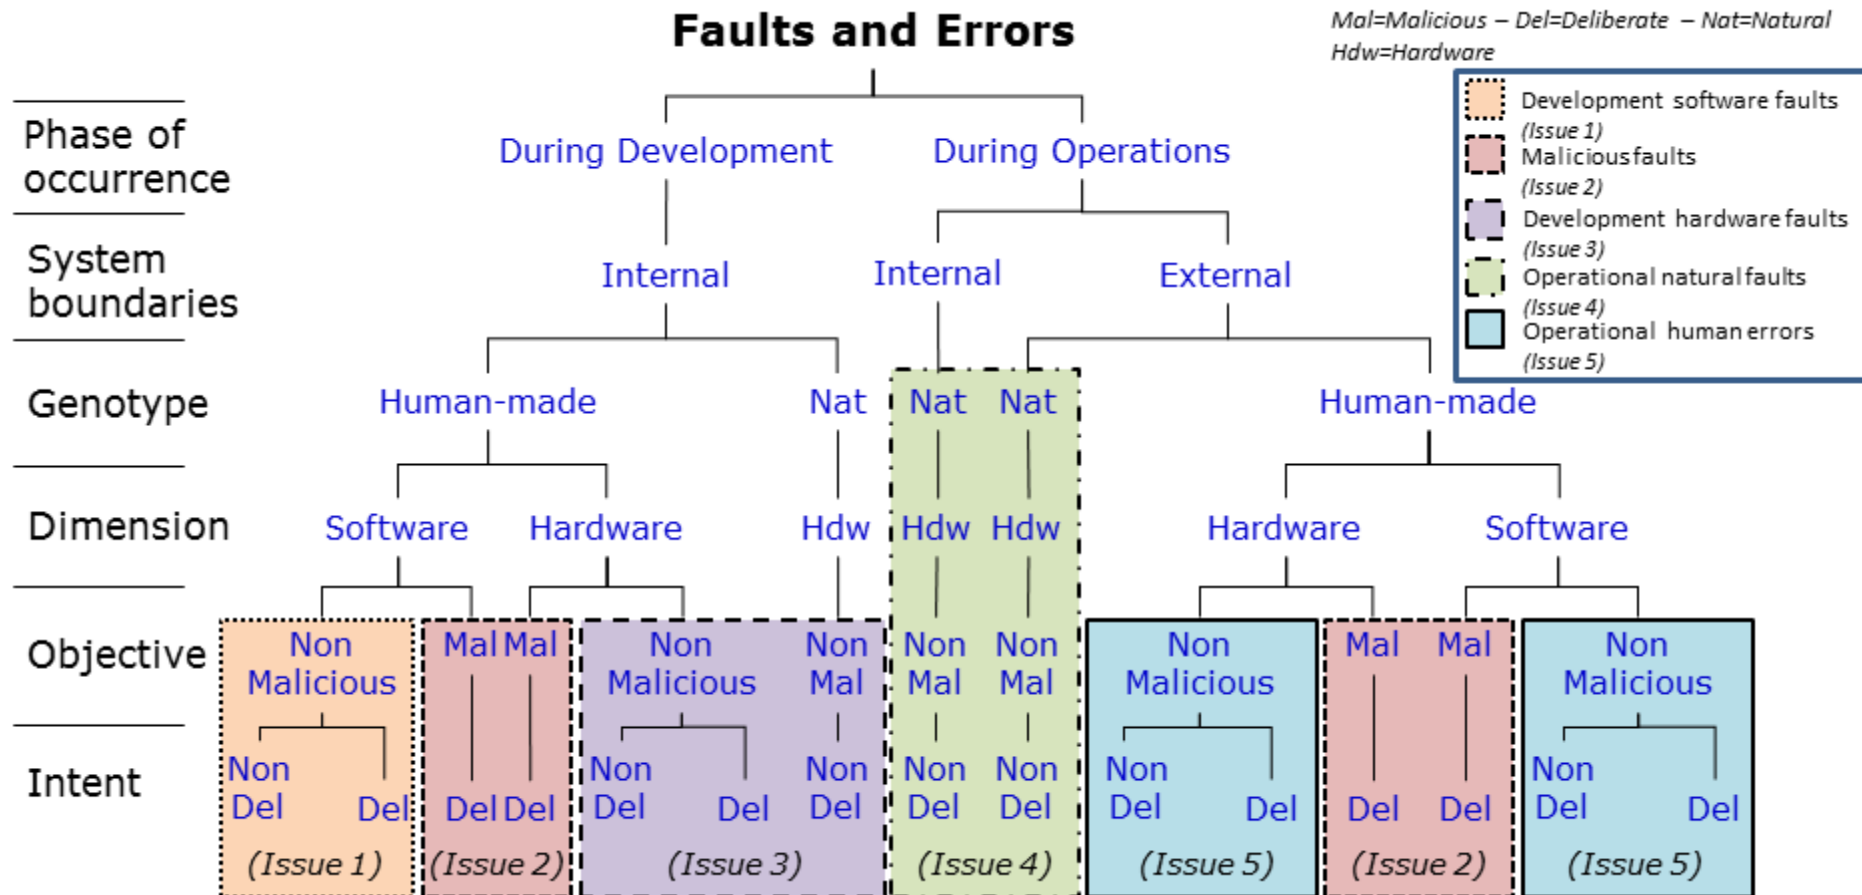 Faults and Errors
Mal=Malicious – Del=Deliberate – Nat=Natural
Hdw=Hardware
Development software faults
(Issue 1)
Malicious faults
(Issue 2)
Development hardware faults
(Issue 3)
Operational natural faults
(Issue 4)
Operational human errors
(Issue 5)
Phase of
occurrence
During Development During Operations
System
boundaries
Internal Internal External
Genotype
Human-made Nat Nat Nat Human-made
Dimension
Software Hardware Hdw Hdw Hdw Hardware Software
Objective
Non Mal Mal Non Non Non Non Non Mal Mal Non
Malicious Malicious Mal Mal Mal Malicious Malicious
Intent
Non Non Non Non Non Non Non
Del Del Del Del Del Del Del Del Del Del Del Del Del Del Del
(Issue 1) (Issue 2) (Issue 3) (Issue 4) (Issue 5) (Issue 2) (Issue 5)